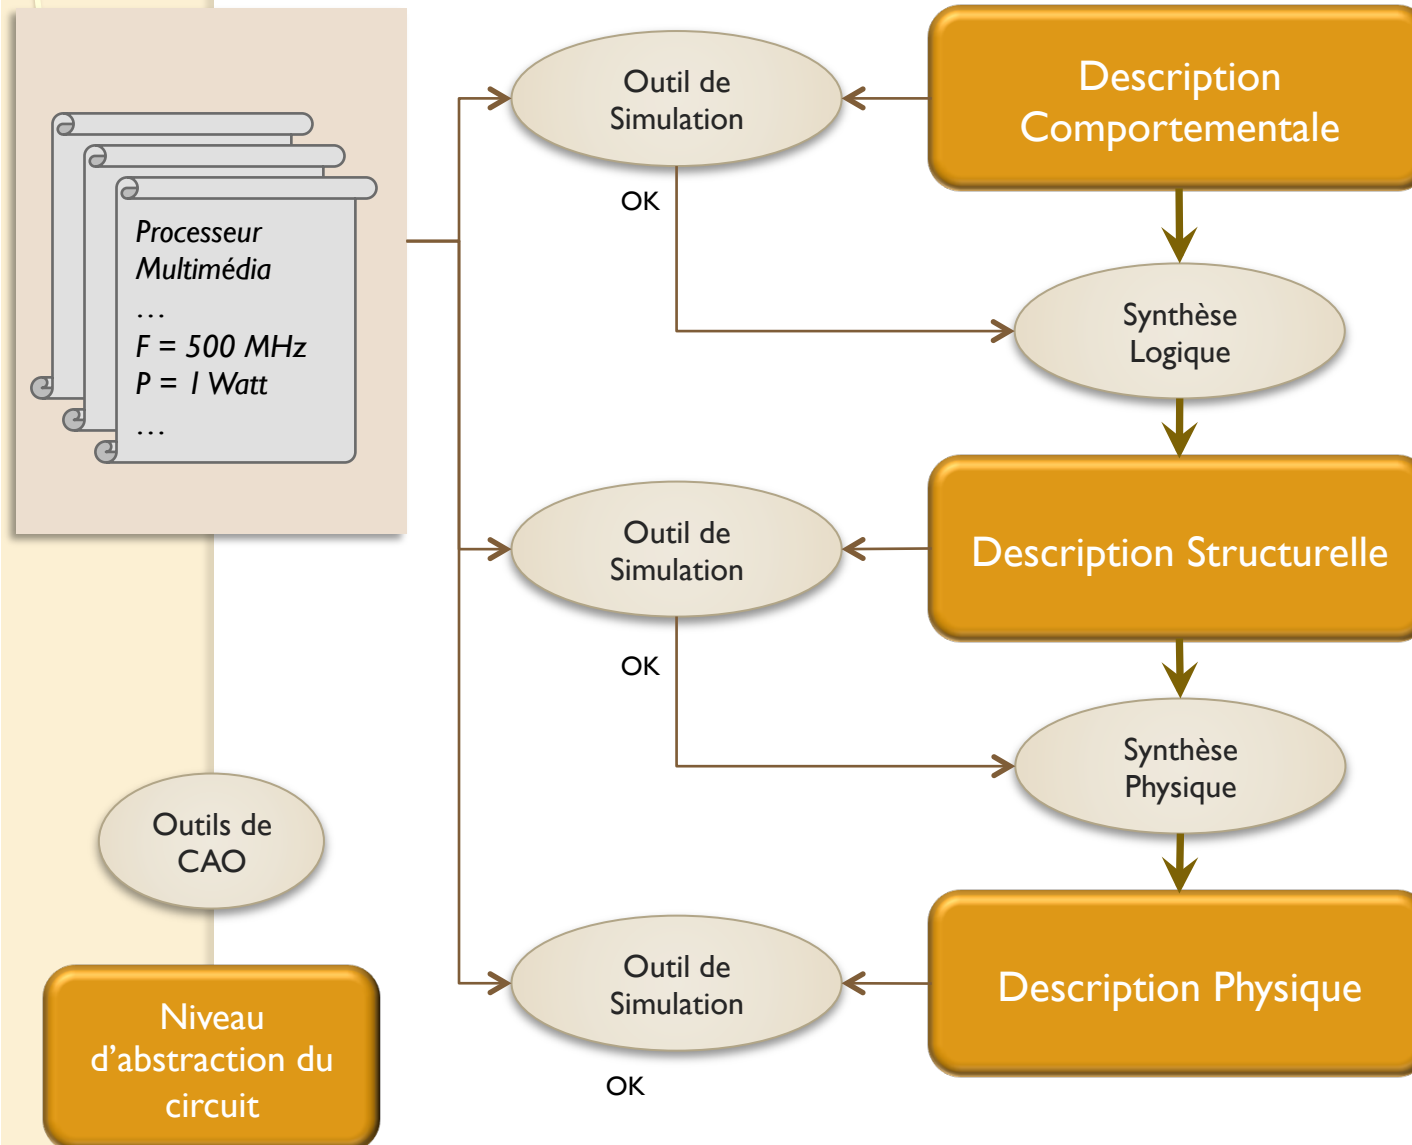 Processeur
Multimédia
…
F = 500 MHz
P = 1 Watt
…
Outil de
Simulation
OK
Description
Comportementale
Synthèse
Logique
Outil de
Simulation
OK
Description Structurelle
Synthèse
Physique
Outil de
Simulation
OK
Description Physique
Outils de
CAO
Niveau
d’abstraction du
circuit